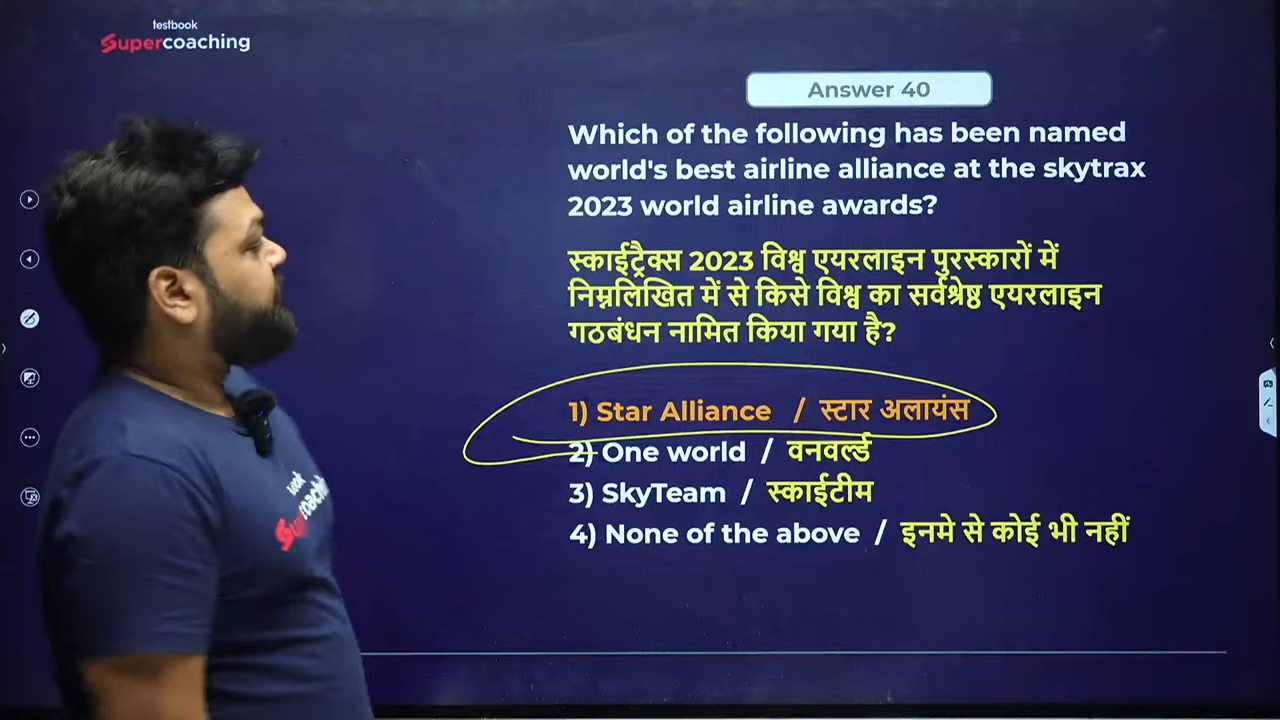 testbook
Supercoaching
Answer 40
Which of the following has been named
world's best airline alliance at the skytrax
2023 world airline awards?
स्काईट्रैक्स 2023 विश्व एयरलाइन पुरस्कारों में
निम्नलिखित में से किसे विश्व का सर्वश्रेष्ठ एयरलाइन
गठबंधन नामित किया गया है?
1) Star Alliance / स्टार अलायंस
2) One world / वनवर्ल्ड
3) SkyTeam / स्काईटीम
4) None of the above / इनमे से कोई भी नहीं